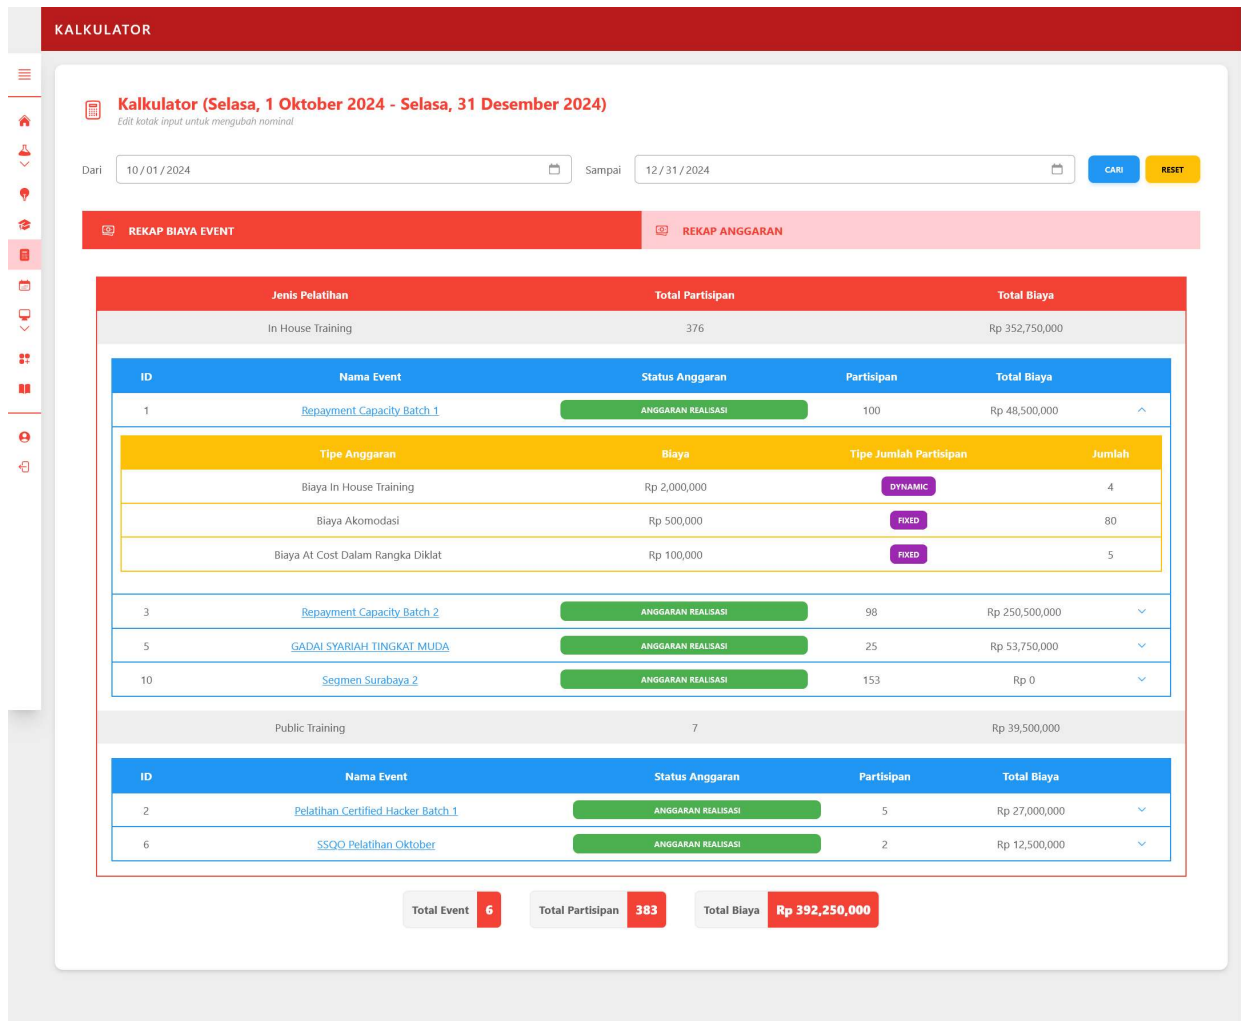 KALKULATOR
Kalkulator (Selasa, 1 Oktober 2024 - Selasa, 31 Desember 2024)
Edit kotak input untuk mengubah nominal
Dari 10/01/2024 Sampai 12/31/2024 CARI RESET
REKAP BIAYA EVENT REKAP ANGGARAN
Jenis Pelatihan Total Partisipan Total Biaya
In House Training 376 Rp 352,750,000
ID Nama Event Status Anggaran Partisipan Total Biaya
1 Repayment Capacity Batch 1 ANGGARAN REALISASI 100 Rp 48,500,000
Tipe Anggaran Biaya Tipe Jumlah Partisipan Jumlah
Biaya In House Training Rp 2,000,000 DYNAMIC 4
Biaya Akomodasi Rp 500,000 FIXED 80
Biaya At Cost Dalam Rangka Diklat Rp 100,000 FIXED 5
3 Repayment Capacity Batch 2 ANGGARAN REALISASI 98 Rp 250,500,000
5 GADAI SYARIAH TINGKAT MUDA ANGGARAN REALISASI 25 Rp 53,750,000
10 Segmen Surabaya 2 ANGGARAN REALISASI 153 Rp 0
Public Training 7 Rp 39,500,000
ID Nama Event Status Anggaran Partisipan Total Biaya
2 Pelatihan Certified Hacker Batch 1 ANGGARAN REALISASI 5 Rp 27,000,000
6 SSQO Pelatihan Oktober ANGGARAN REALISASI 2 Rp 12,500,000
Total Event 6 Total Partisipan 383 Total Biaya Rp 392,250,000